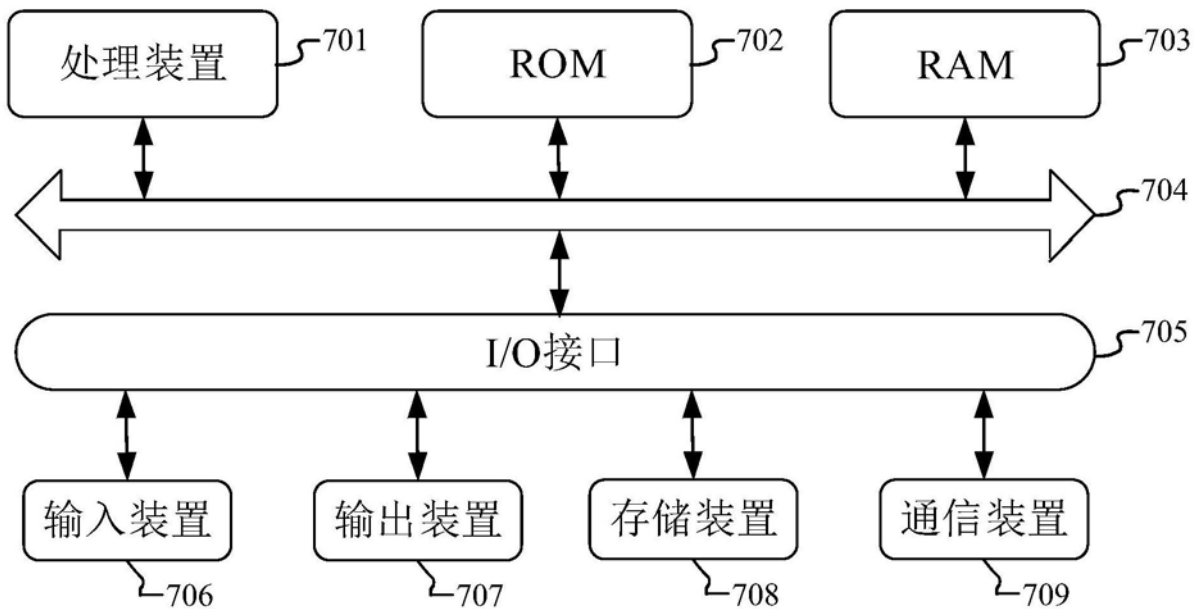 处理装置
701
ROM
702
RAM
703
704
I/O接口
705
输入装置
输出装置
存储装置
通信装置
706
707
708
709